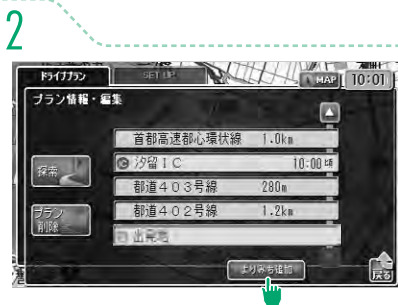 2
ドライブプラン SET UP MAP 10:01
プラン情報・編集
首都高速都心環状線 1.0km
探索
汐留IC 10:00頃
都道403号線 280m
プラン
削除
都道402号線 1.2km
出発地
よりみち追加
戻る